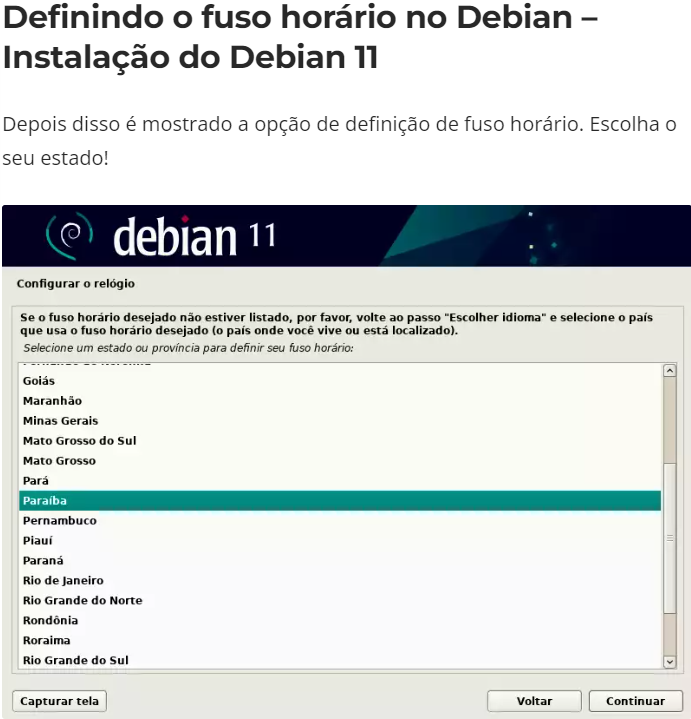 Definindo o fuso horário no Debian –
Instalação do Debian 11
Depois disso é mostrado a opção de definição de fuso horário. Escolha o
seu estado!
debian 11
Configurar o relógio
Se o fuso horário desejado não estiver listado, por favor, volte ao passo "Escolher idioma" e selecione o país
que usa o fuso horário desejado (o país onde você vive ou está localizado).
Selecione um estado ou província para definir seu fuso horário:
Goiás
Maranhão
Minas Gerais
Mato Grosso do Sul
Mato Grosso
Pará
Paraíba
Pernambuco
Piauí
Paraná
Rio de Janeiro
Rio Grande do Norte
Rondônia
Roraima
Rio Grande do Sul
Capturar tela
Voltar
Continuar